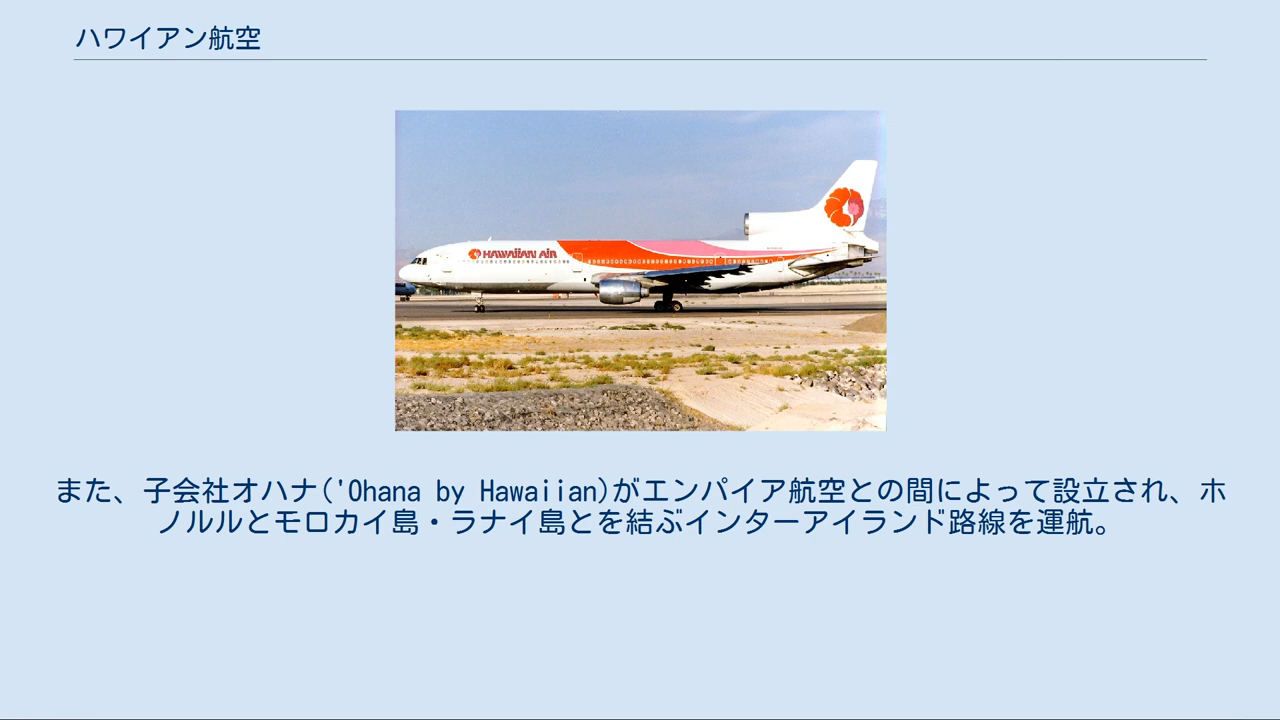 ハワイアン航空
HAWAIIAN AIR
また、子会社オハナ('Ohana by Hawaiian)がエンパイア航空との間によって設立され、ホ
ノルルとモロカイ島・ラナイ島とを結ぶインターアイランド路線を運航。